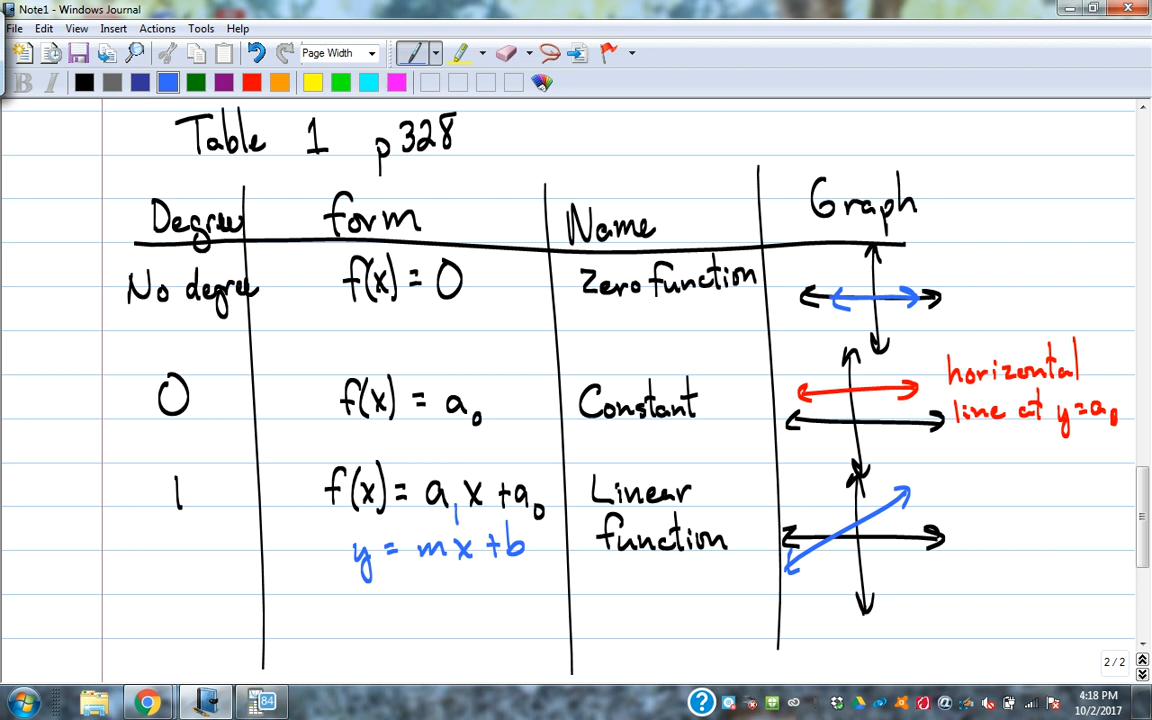 Note1 - Windows Journal
File Edit View Insert Actions Tools Help
Page Width
B I
Table 1 p328
Degree form Name Graph
No degree f(x) = 0 Zero function
0 f(x) = a₀ Constant
horizontal
line at y = a₀
1 f(x) = a₁x + a₀ Linear
function
y = mx + b
2 / 2
84
4:18 PM
10/2/2017